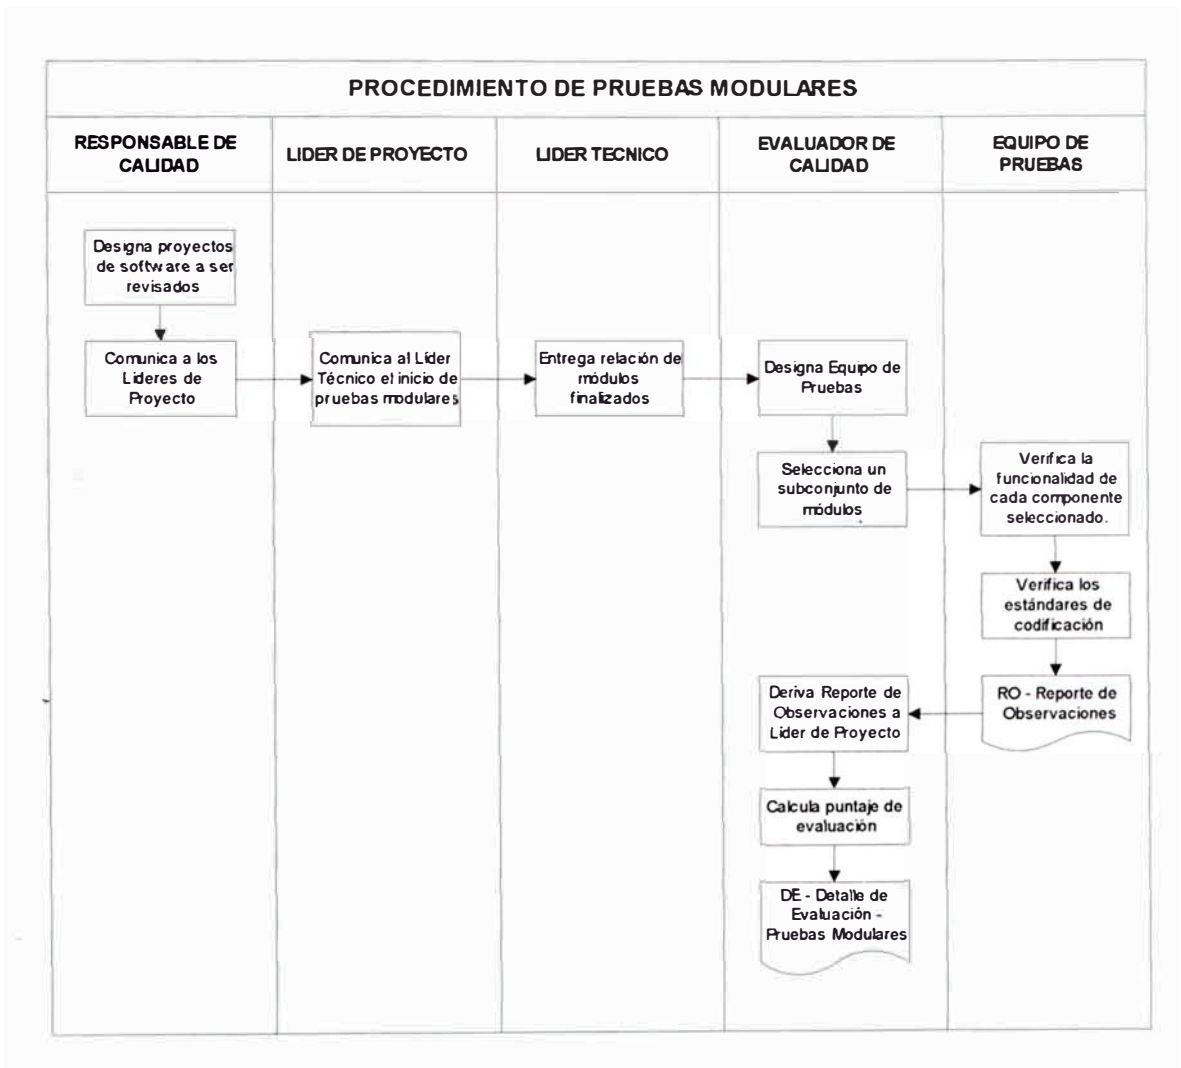 PROCEDIMIENTO DE PRUEBAS MODULARES
RESPONSABLE DE
CALIDAD
LIDER DE PROYECTO
LIDER TECNICO
EVALUADOR DE
CALIDAD
EQUIPO DE
PRUEBAS
Designa proyectos
de software a ser
revisados
Comunica a los
Lideres de
Proyecto
Comunica al Líder
Técnico el inicio de
pruebas modulares
Entrega relación de
módulos
finalizados
Designa Equipo de
Pruebas
Selecciona un
subconjunto de
módulos
Verifica la
funcionalidad de
cada componente
seleccionado.
Verifica los
estándares de
codificación
RO - Reporte de
Observaciones
Deriva Reporte de
Observaciones a
Lider de Proyecto
Calcula puntaje de
evaluación
DE - Detalle de
Evaluación -
Pruebas Modulares